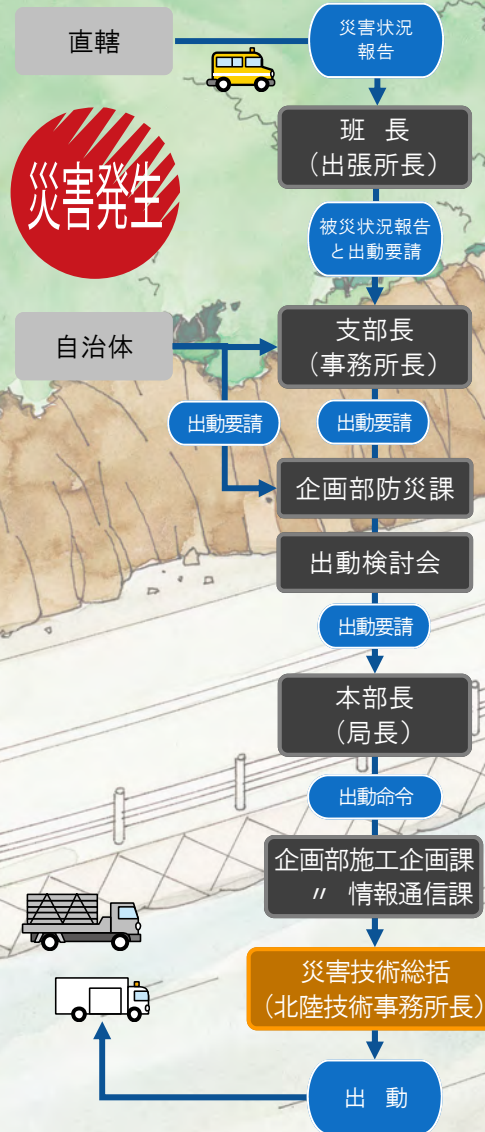 直轄
災害状況
報告
班 長
（出張所長）
災害発生
被災状況報告
と出動要請
自治体
支部長
（事務所長）
出動要請
出動要請
企画部防災課
出動検討会
出動要請
本部長
（局長）
出動命令
企画部施工企画課
〃 情報通信課
災害技術総括
（北陸技術事務所長）
出 動